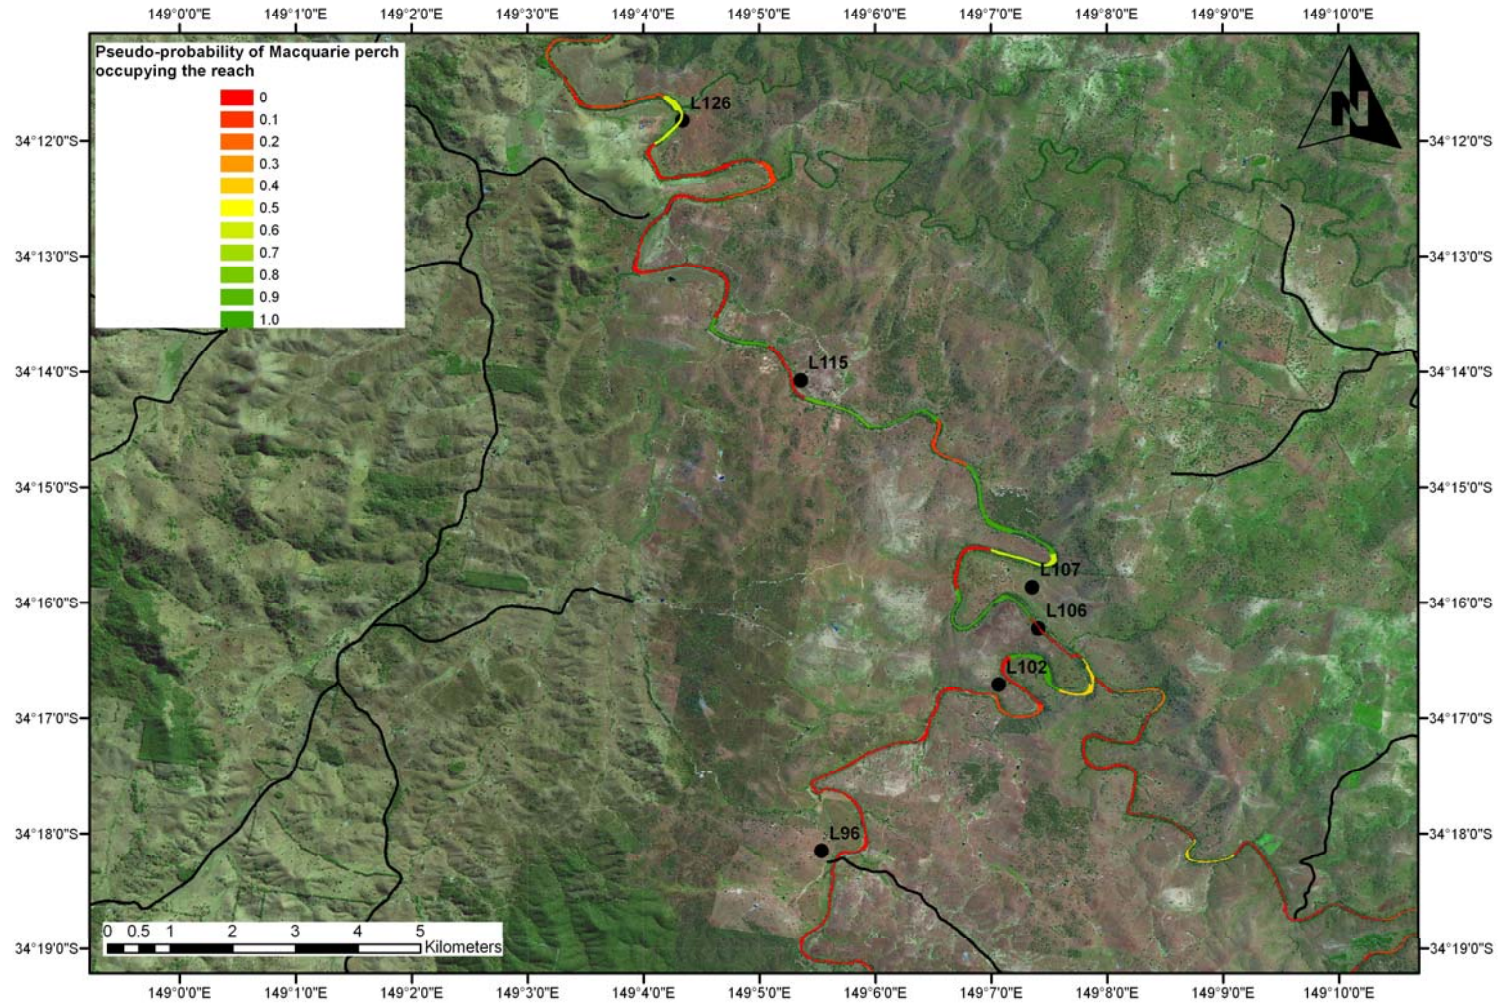 149°0'0"E 149°1'0"E 149°2'0"E 149°3'0"E 149°4'0"E 149°5'0"E 149°6'0"E 149°7'0"E 149°8'0"E 149°9'0"E 149°10'0"E
Pseudo-probability of Macquarie perch
occupying the reach
0
0.1
0.2
0.3
0.4
0.5
0.6
0.7
0.8
0.9
1.0
N
L126
34°12'0"S 34°12'0"S
34°13'0"S 34°13'0"S
L115
34°14'0"S 34°14'0"S
34°15'0"S 34°15'0"S
L107
34°16'0"S 34°16'0"S
L106
L102
34°17'0"S 34°17'0"S
34°18'0"S 34°18'0"S
L96
0 0.5 1 2 3 4 5
Kilometers
34°19'0"S 34°19'0"S
149°0'0"E 149°1'0"E 149°2'0"E 149°3'0"E 149°4'0"E 149°5'0"E 149°6'0"E 149°7'0"E 149°8'0"E 149°9'0"E 149°10'0"E